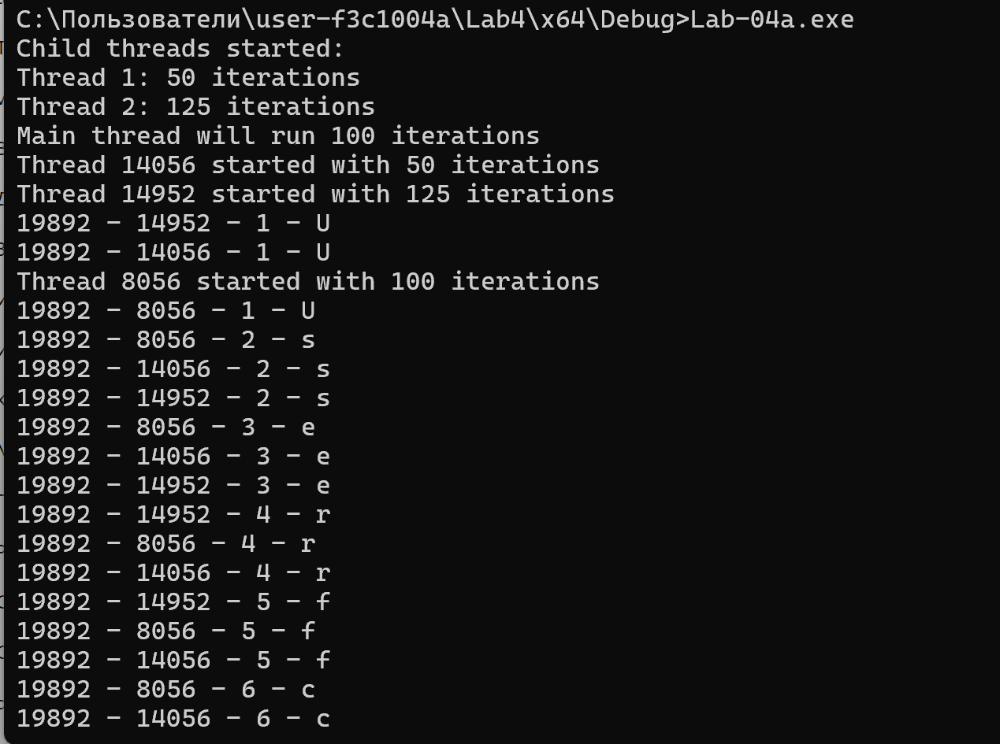 C:\Пользователи\user-f3c1004a\Lab4\x64\Debug>Lab-04a.exe
Child threads started:
Thread 1: 50 iterations
Thread 2: 125 iterations
Main thread will run 100 iterations
Thread 14056 started with 50 iterations
Thread 14952 started with 125 iterations
19892 - 14952 - 1 - U
19892 - 14056 - 1 - U
Thread 8056 started with 100 iterations
19892 - 8056 - 1 - U
19892 - 8056 - 2 - s
19892 - 14056 - 2 - s
19892 - 14952 - 2 - s
19892 - 8056 - 3 - e
19892 - 14056 - 3 - e
19892 - 14952 - 3 - e
19892 - 14952 - 4 - r
19892 - 8056 - 4 - r
19892 - 14056 - 4 - r
19892 - 14952 - 5 - f
19892 - 8056 - 5 - f
19892 - 14056 - 5 - f
19892 - 8056 - 6 - c
19892 - 14056 - 6 - c